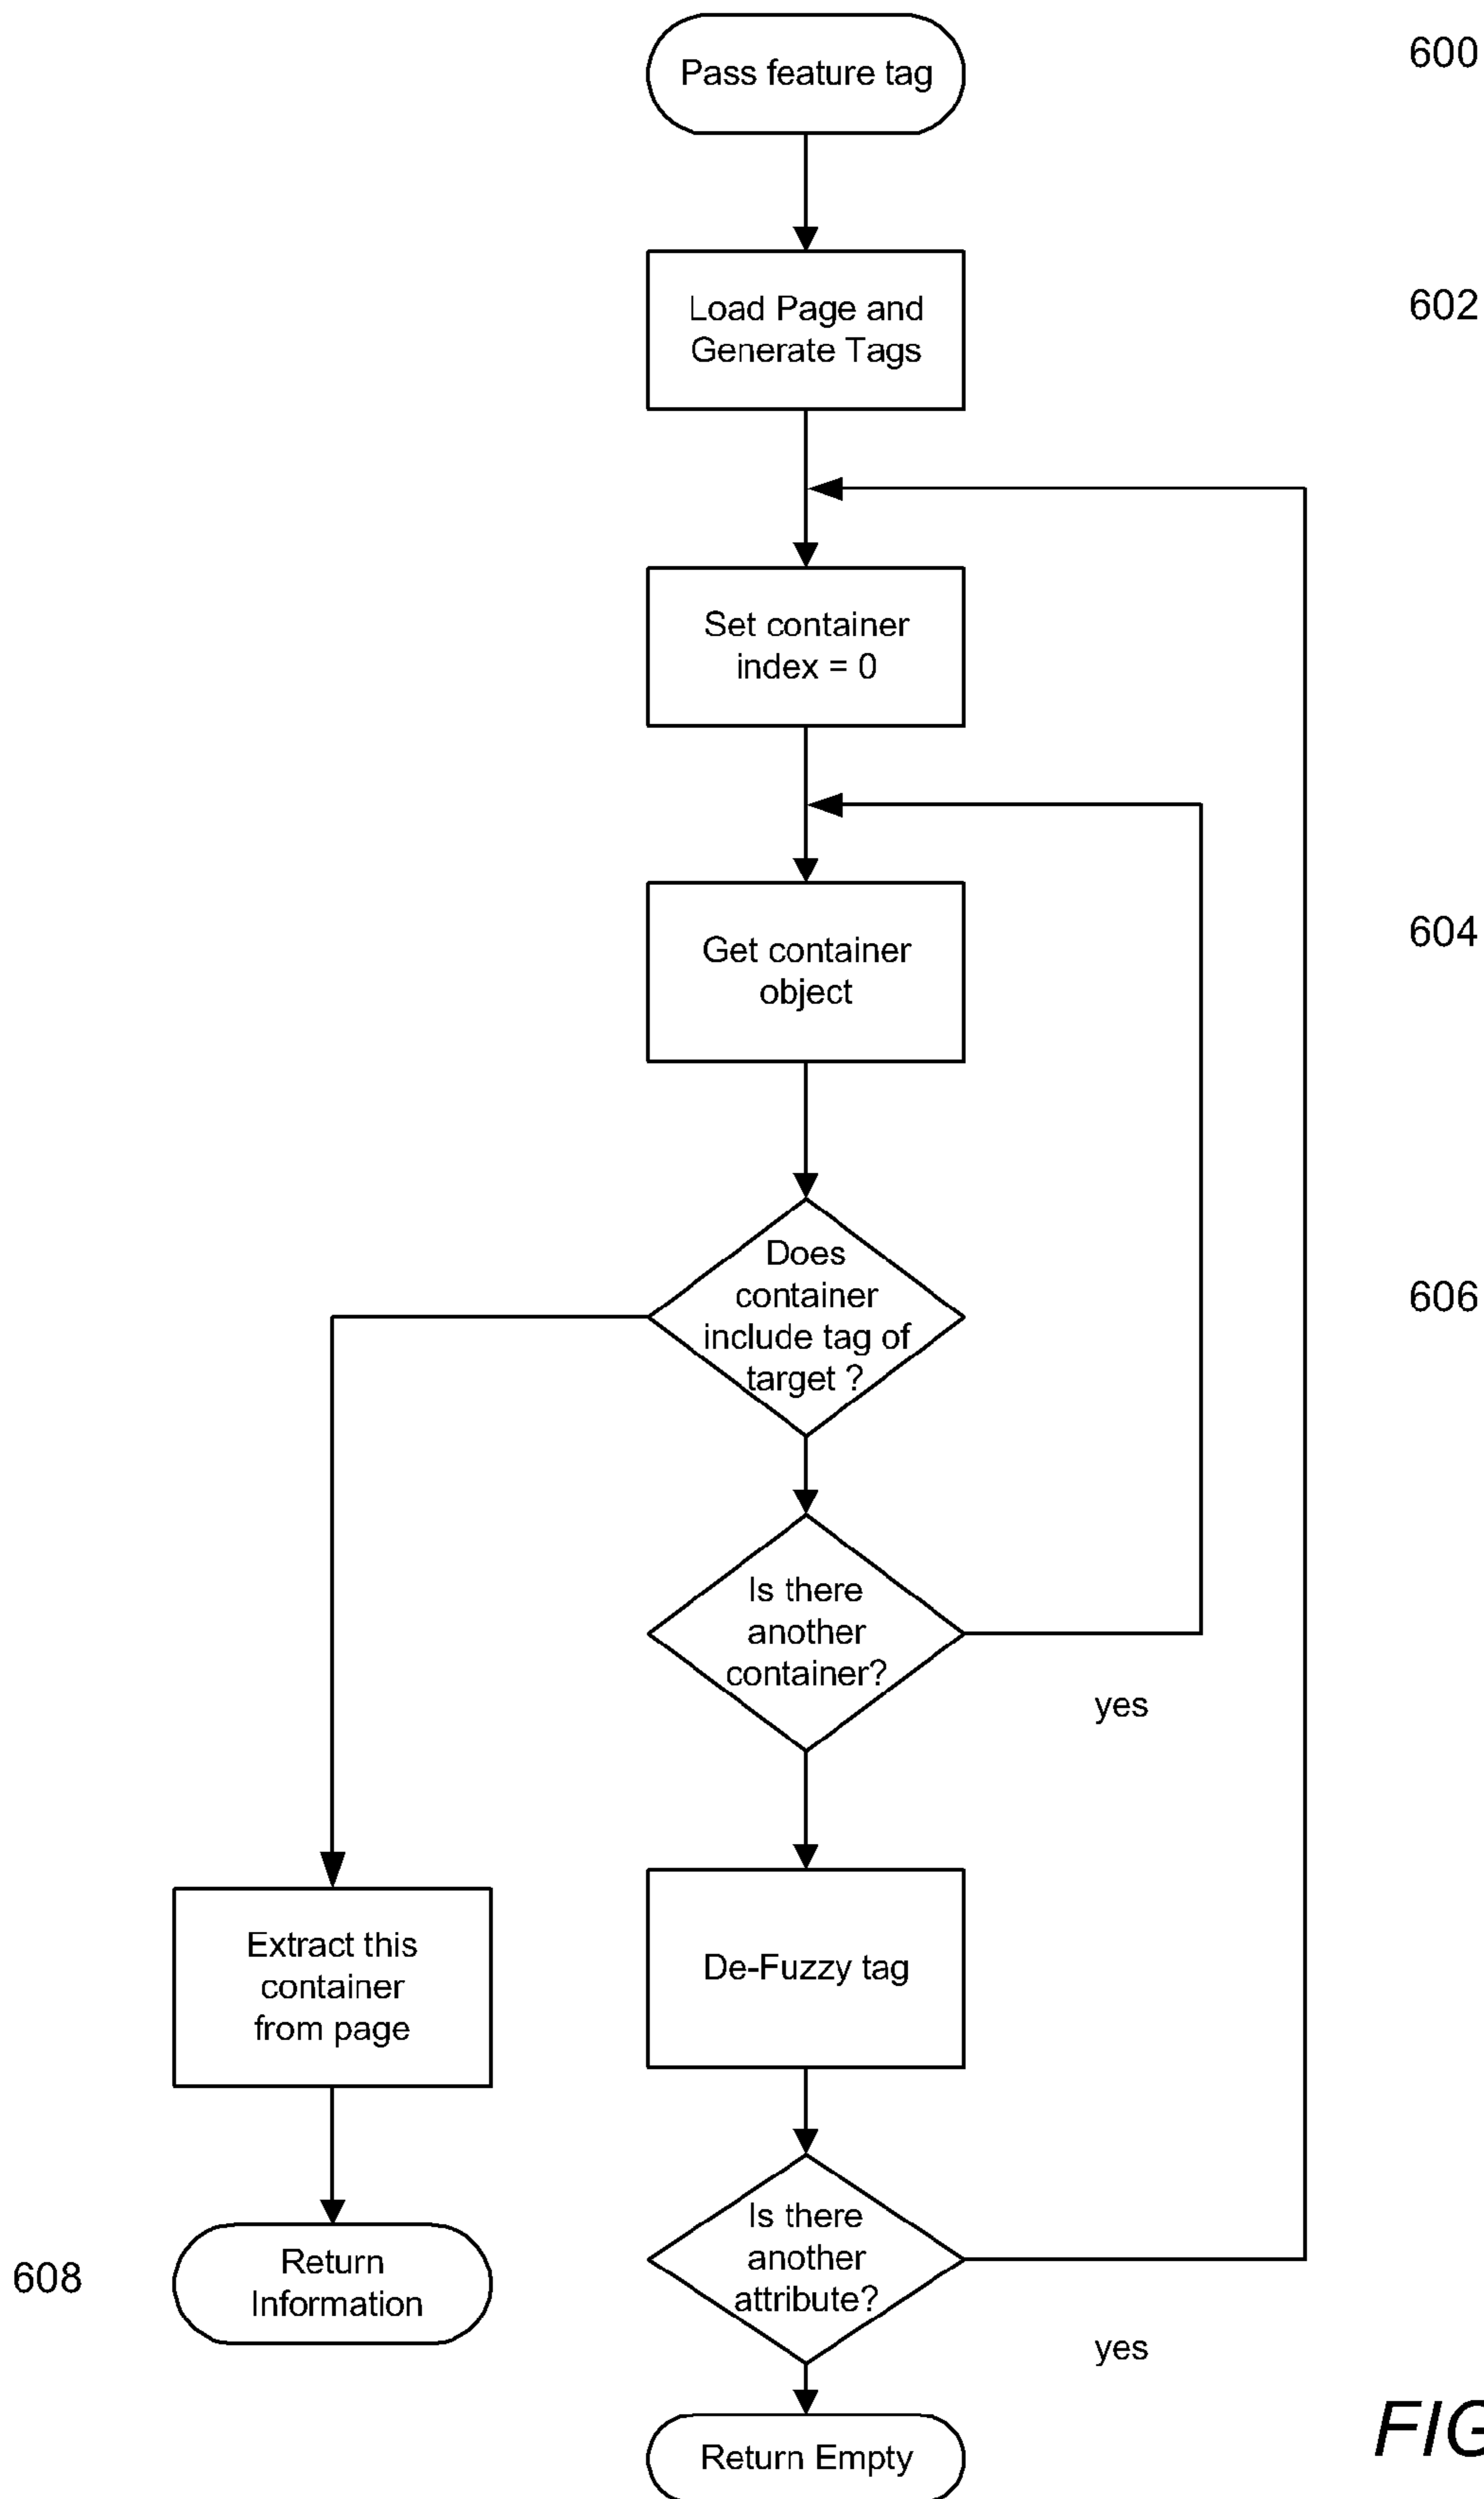 Pass feature tag
600
Load Page and
Generate Tags
602
Set container
index = 0
Get container
object
604
Does
container
include tag of
target ?
606
Is there
another
container?
yes
De-Fuzzy tag
Extract this
container
from page
Is there
another
attribute?
yes
608
Return
Information
Return Empty
FIG